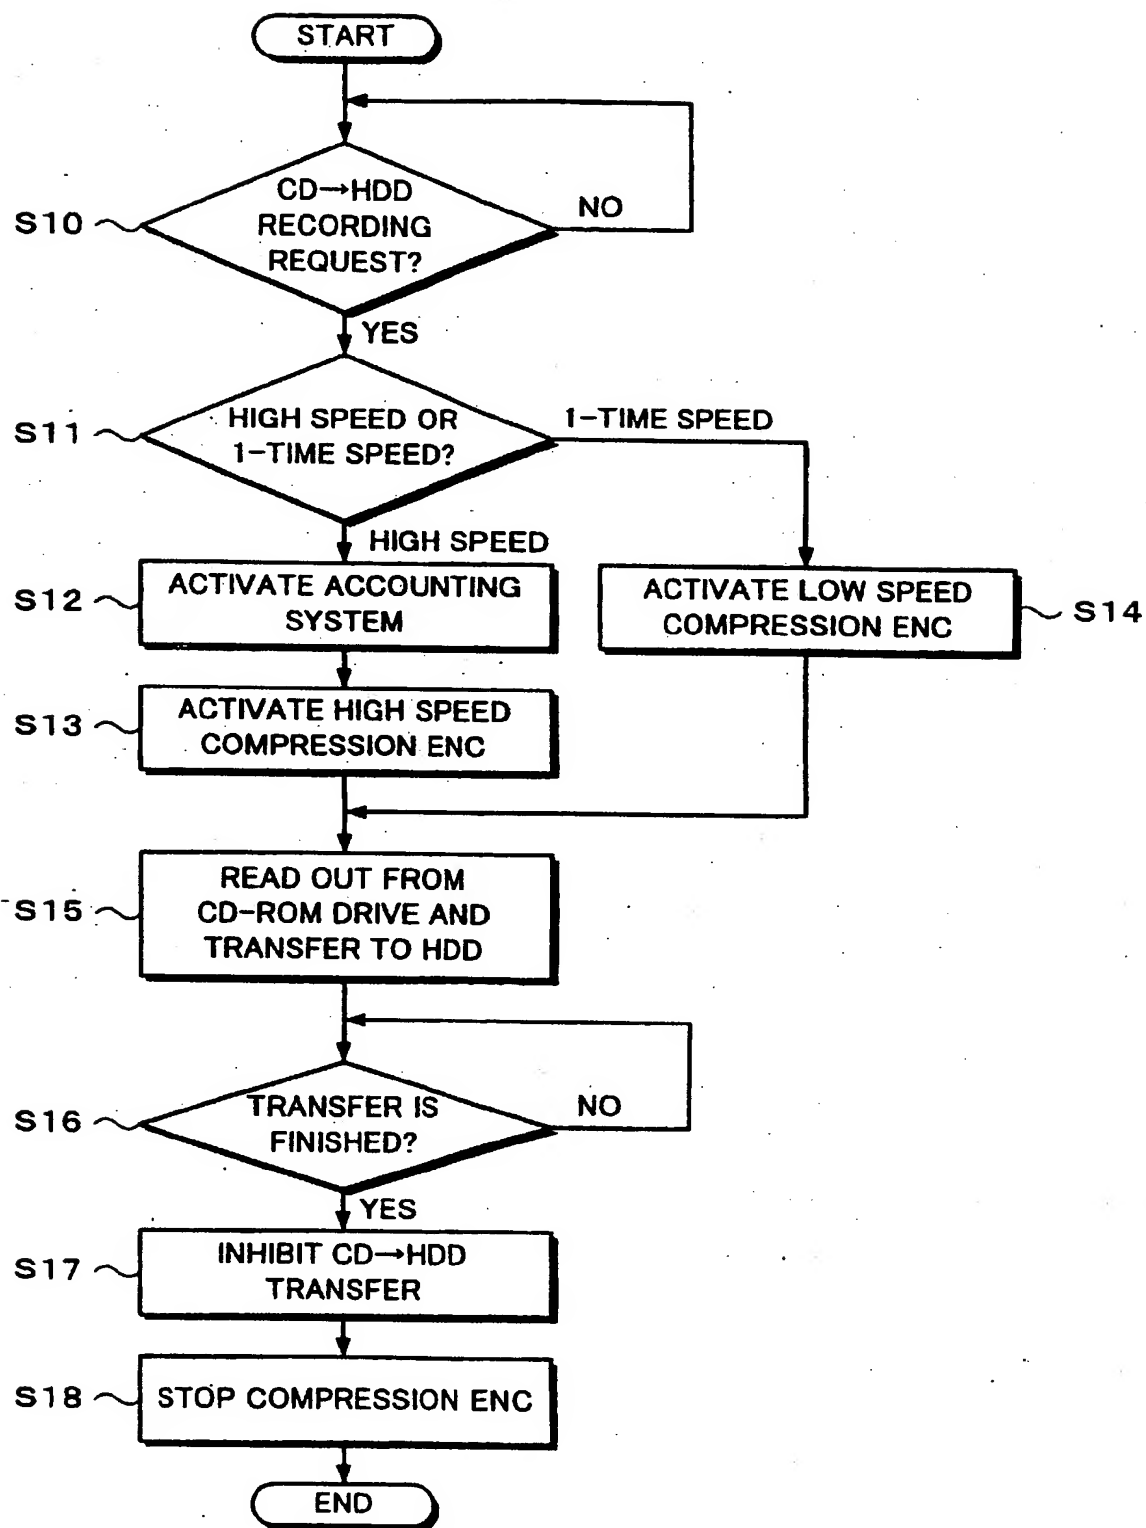 START
CD→HDD
RECORDING
REQUEST?
S10
NO
YES
HIGH SPEED OR
1-TIME SPEED?
S11
1-TIME SPEED
HIGH SPEED
S12
ACTIVATE ACCOUNTING
SYSTEM
ACTIVATE LOW SPEED
COMPRESSION ENC
S14
S13
ACTIVATE HIGH SPEED
COMPRESSION ENC
S15
READ OUT FROM
CD-ROM DRIVE AND
TRANSFER TO HDD
S16
TRANSFER IS
FINISHED?
NO
YES
S17
INHIBIT CD→HDD
TRANSFER
S18
STOP COMPRESSION ENC
END